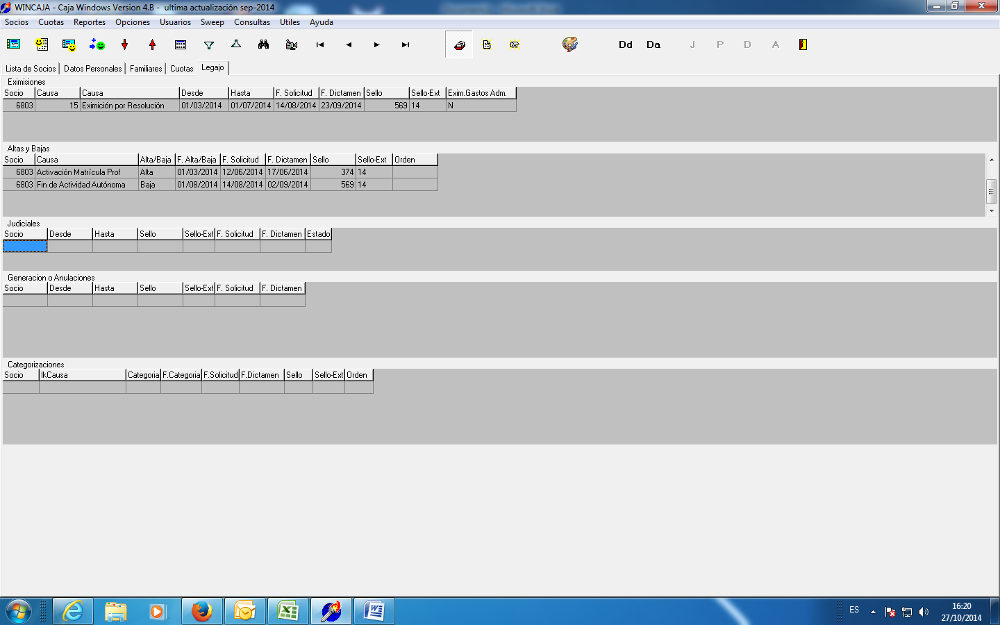 WINCAJA - Caja Windows Version 4.B - ultima actualización sep-2014
Socios Cuotas Reportes Opciones Usuarios Sweep Consultas Utiles Ayuda
Dd Da J P D A
Lista de Socios Datos Personales Familiares Cuotas Legajo
Eximisiones
Socio Causa Causa Desde Hasta F. Solicitud F. Dictamen Sello Sello-Ext Exim.Gastos Adm.
6803 15 Eximición por Resolución 01/03/2014 01/07/2014 14/08/2014 23/09/2014 569 14 N
Altas y Bajas
Socio Causa Alta/Baja F. Alta/Baja F. Solicitud F. Dictamen Sello Sello-Ext Orden
6803 Activación Matrícula Prof Alta 01/03/2014 12/06/2014 17/06/2014 374 14
6803 Fin de Actividad Autónoma Baja 01/08/2014 14/08/2014 02/09/2014 569 14
Judiciales
Socio Desde Hasta Sello Sello-Ext F. Solicitud F. Dictamen Estado
Generacion o Anulaciones
Socio Desde Hasta Sello Sello-Ext F. Solicitud F. Dictamen
Categorizaciones
Socio lkCausa Categoria F.Categoria F.Solicitud F.Dictamen Sello Sello-Ext Orden
ES
16:20
27/10/2014